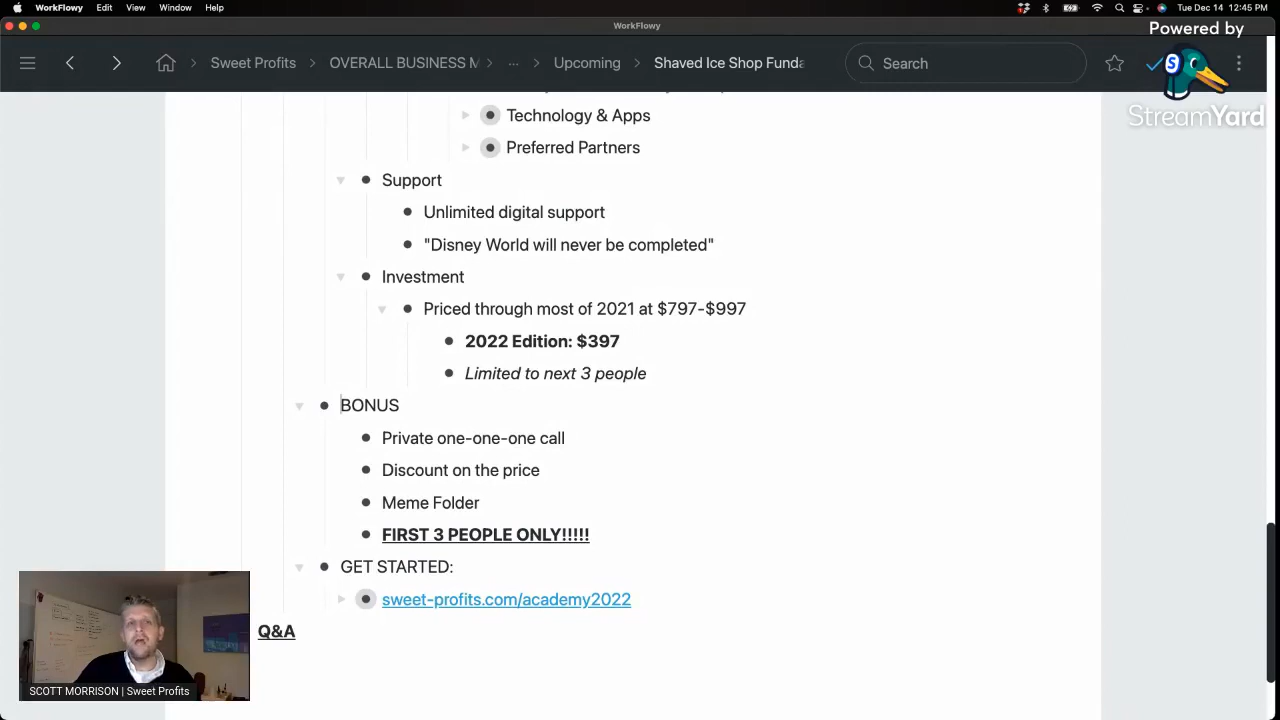 WorkFlowy Edit View Window Help Tue Dec 14 12:45 PM
WorkFlowy
Powered by
Sweet Profits OVERALL BUSINESS M ... Upcoming Shaved Ice Shop Funda Search
StreamYard
Technology & Apps
Preferred Partners
Support
Unlimited digital support
"Disney World will never be completed"
Investment
Priced through most of 2021 at $797-$997
2022 Edition: $397
Limited to next 3 people
BONUS
Private one-one-one call
Discount on the price
Meme Folder
FIRST 3 PEOPLE ONLY!!!!!
GET STARTED:
sweet-profits.com/academy2022
Q&A
SCOTT MORRISON | Sweet Profits